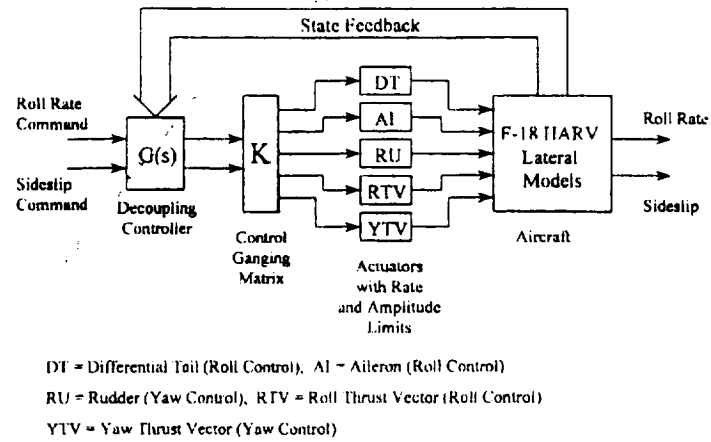 State Feedback
Roll Rate
Command
Sideslip
Command
G(s)
Decoupling
Controller
K
Control
Ganging
Matrix
DT
AI
RU
RTV
YTV
Actuators
with Rate
and Amplitude
Limits
F-18 HARV
Lateral
Models
Aircraft
Roll Rate
Sideslip
DT = Differential Tail (Roll Control), AI = Aileron (Roll Control)
RU = Rudder (Yaw Control), RTV = Roll Thrust Vector (Roll Control)
YTV = Yaw Thrust Vector (Yaw Control)